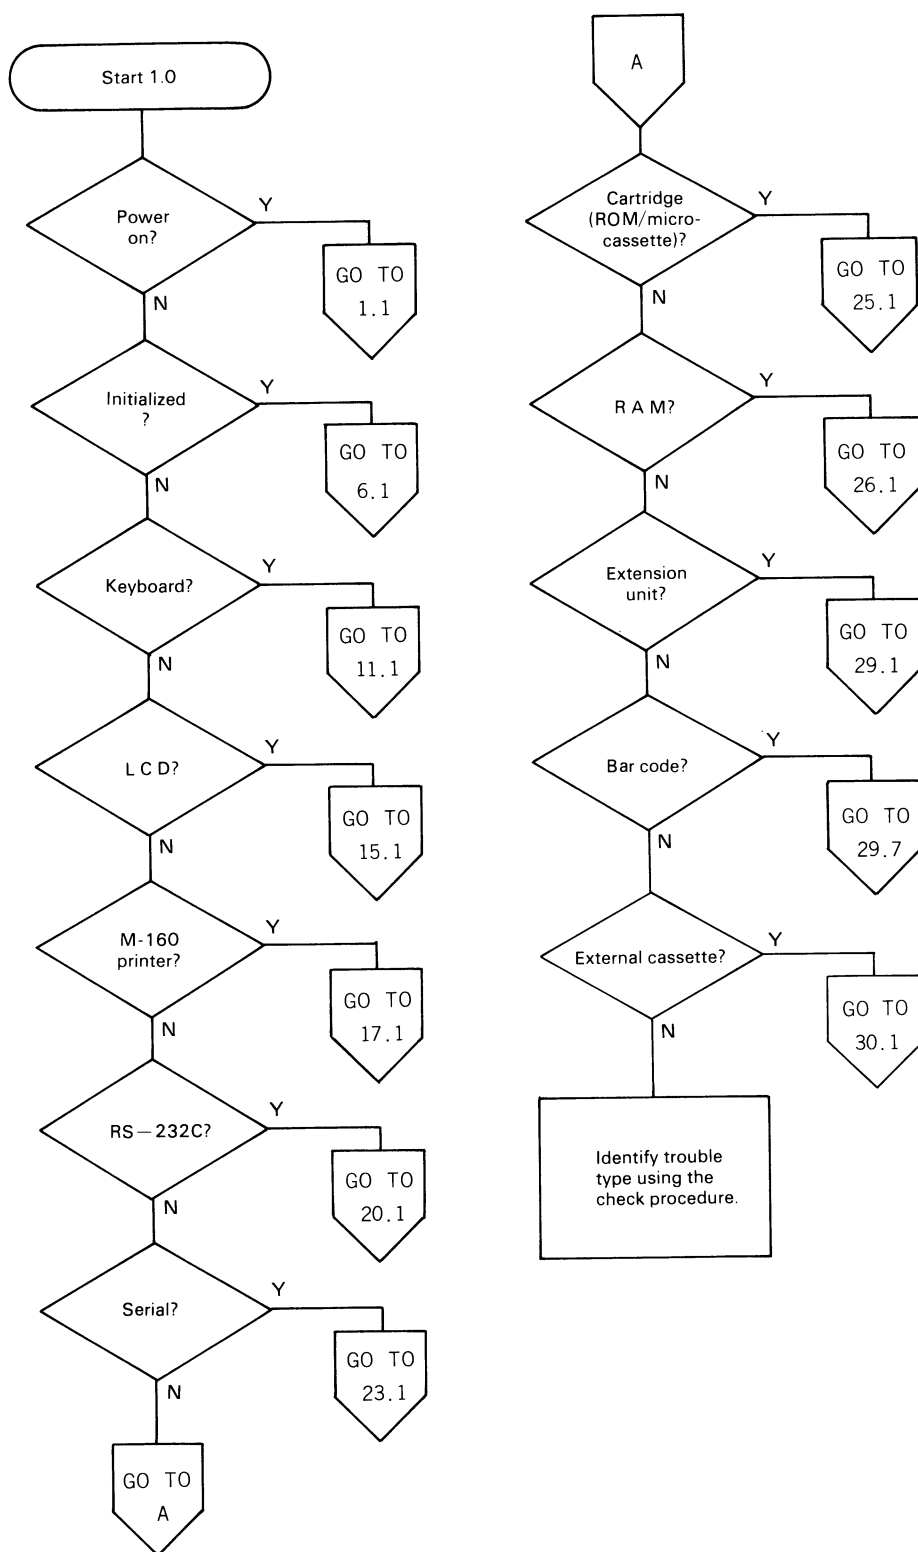 Start 1.0
Power
on?
Y
GO TO
1.1
N
Initialized
?
Y
GO TO
6.1
N
Keyboard?
Y
GO TO
11.1
N
L C D?
Y
GO TO
15.1
N
M-160
printer?
Y
GO TO
17.1
N
RS-232C?
Y
GO TO
20.1
N
Serial?
Y
GO TO
23.1
N
GO TO
A
A
Cartridge
(ROM/micro-
cassette)?
Y
GO TO
25.1
N
R A M?
Y
GO TO
26.1
N
Extension
unit?
Y
GO TO
29.1
N
Bar code?
Y
GO TO
29.7
N
External cassette?
Y
GO TO
30.1
N
Identify trouble
type using the
check procedure.